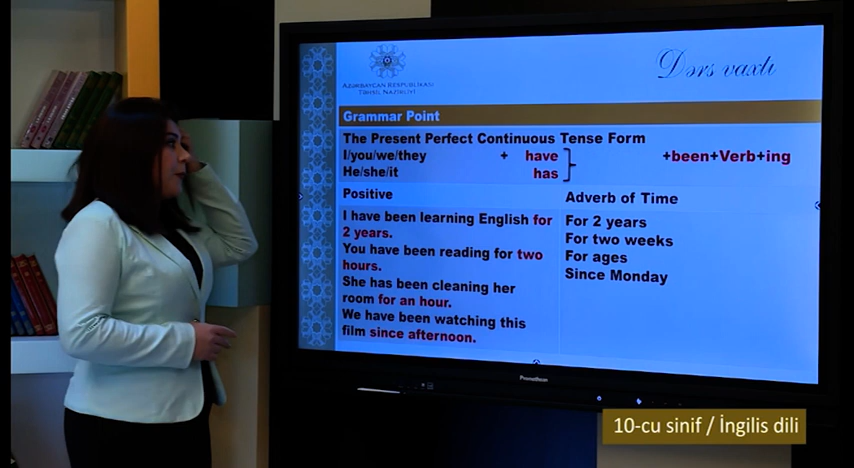 Dərs vaxtı
AZƏRBAYCAN RESPUBLİKASI
TƏHSİL NAZİRLİYİ
Grammar Point
The Present Perfect Continuous Tense Form
I/you/we/they + have +been+Verb+ing
He/she/it has
Positive
I have been learning English for
2 years.
You have been reading for two
hours.
She has been cleaning her
room for an hour.
We have been watching this
film since afternoon.
Adverb of Time
For 2 years
For two weeks
For ages
Since Monday
Promethean
10-cu sinif / İngilis dili